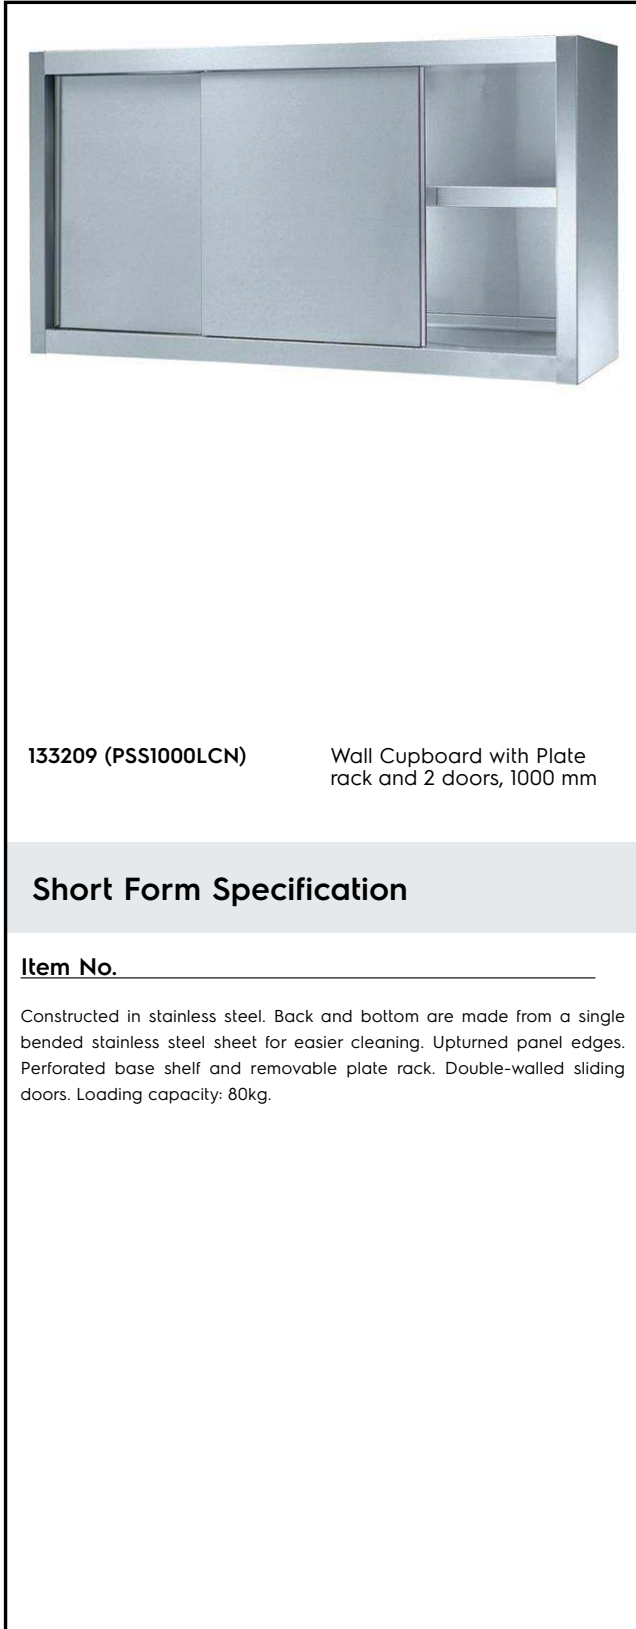 133209 (PSS1000LCN)
Wall Cupboard with Plate
rack and 2 doors, 1000 mm
Short Form Specification
Item No.
Constructed in stainless steel. Back and bottom are made from a single
bended stainless steel sheet for easier cleaning. Upturned panel edges.
Perforated base shelf and removable plate rack. Double-walled sliding
doors. Loading capacity: 80kg.